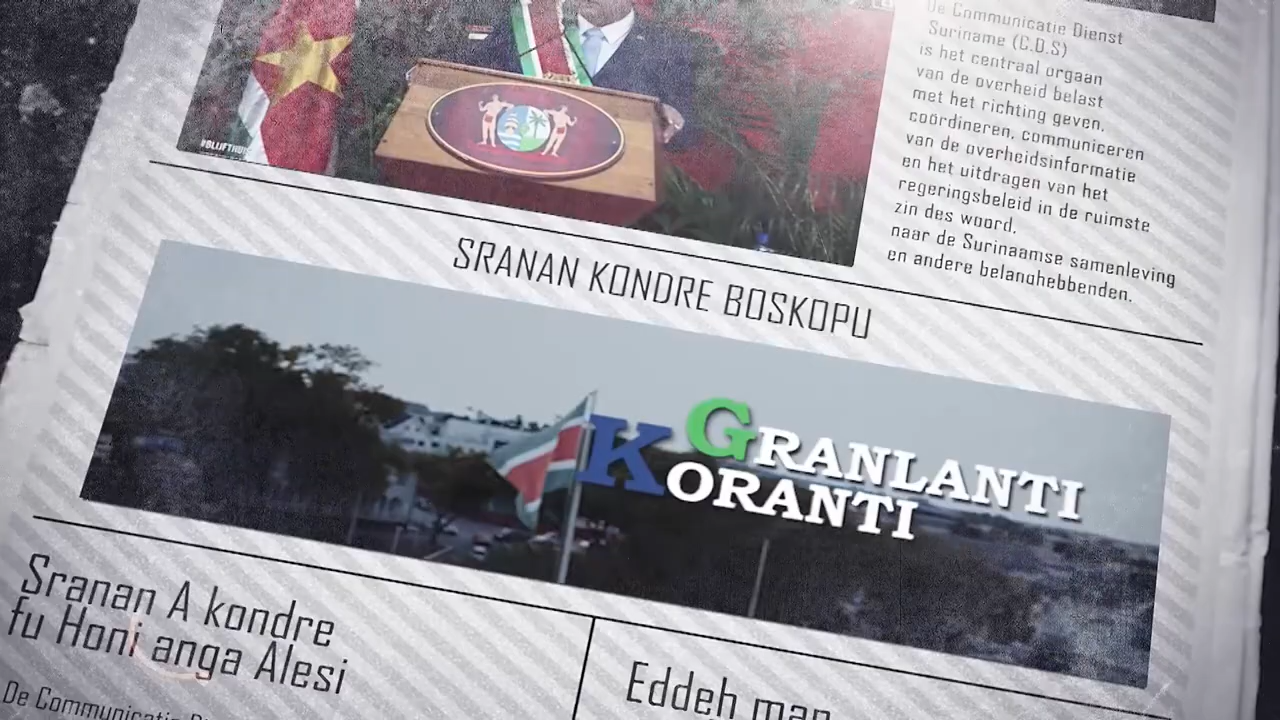 De Communicatie Dienst
Suriname (C.D.S)
is het centraal orgaan
van de overheid belast
met het richting geven,
coördineren, communiceren
van de overheidsinformatie
en het uitdragen van het
regeringsbeleid in de ruimste
zin des woord.
naar de Surinaamse samenleving
en andere belanghebbenden.
SRANAN KONDRE BOSKOPU
GRANLANTI
KORANTI
Sranan A kondre
fu Honi anga Alesi
De Communicatie
Eddeh man